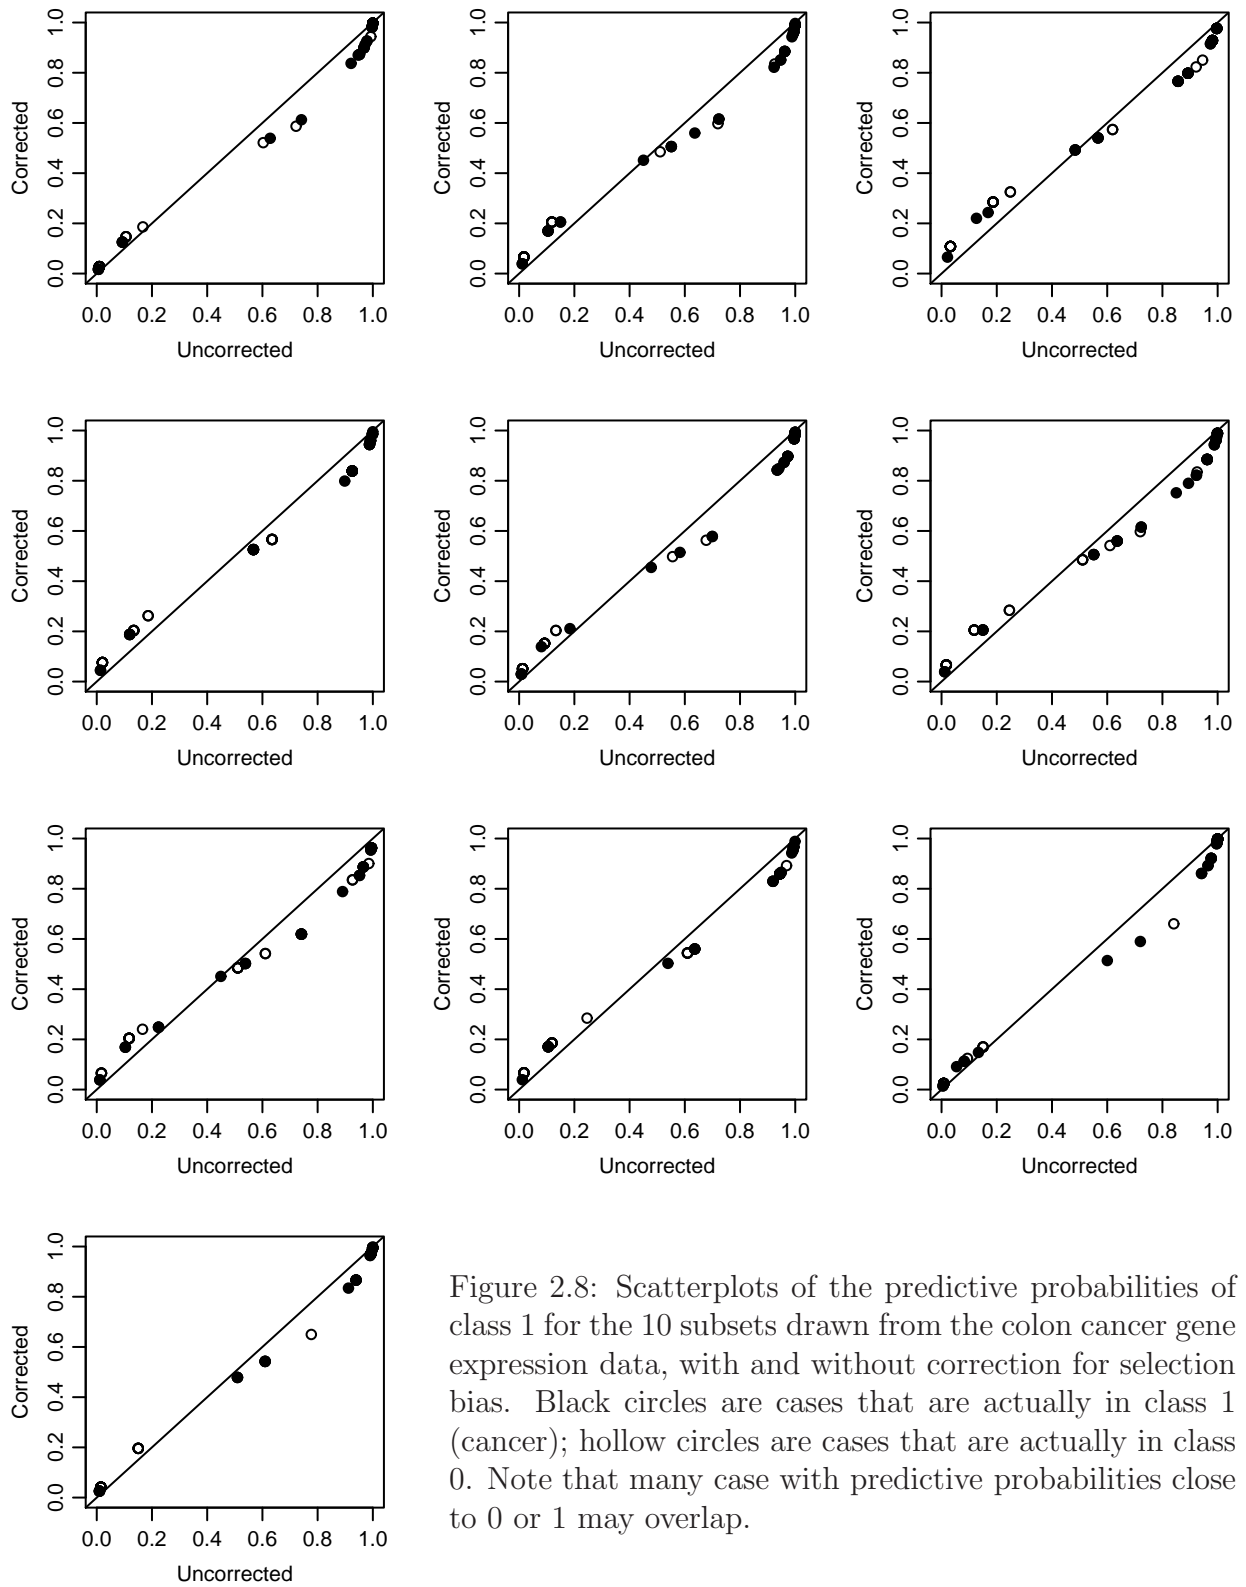 0.0 0.2 0.4 0.6 0.8 1.0
Corrected
0.0 0.2 0.4 0.6 0.8 1.0
Uncorrected
0.0 0.2 0.4 0.6 0.8 1.0
Corrected
0.0 0.2 0.4 0.6 0.8 1.0
Uncorrected
0.0 0.2 0.4 0.6 0.8 1.0
Corrected
0.0 0.2 0.4 0.6 0.8 1.0
Uncorrected
0.0 0.2 0.4 0.6 0.8 1.0
Corrected
0.0 0.2 0.4 0.6 0.8 1.0
Uncorrected
0.0 0.2 0.4 0.6 0.8 1.0
Corrected
0.0 0.2 0.4 0.6 0.8 1.0
Uncorrected
0.0 0.2 0.4 0.6 0.8 1.0
Corrected
0.0 0.2 0.4 0.6 0.8 1.0
Uncorrected
0.0 0.2 0.4 0.6 0.8 1.0
Corrected
0.0 0.2 0.4 0.6 0.8 1.0
Uncorrected
0.0 0.2 0.4 0.6 0.8 1.0
Corrected
0.0 0.2 0.4 0.6 0.8 1.0
Uncorrected
0.0 0.2 0.4 0.6 0.8 1.0
Corrected
0.0 0.2 0.4 0.6 0.8 1.0
Uncorrected
0.0 0.2 0.4 0.6 0.8 1.0
Corrected
0.0 0.2 0.4 0.6 0.8 1.0
Uncorrected
Figure 2.8: Scatterplots of the predictive probabilities of
class 1 for the 10 subsets drawn from the colon cancer gene
expression data, with and without correction for selection
bias. Black circles are cases that are actually in class 1
(cancer); hollow circles are cases that are actually in class
0. Note that many case with predictive probabilities close
to 0 or 1 may overlap.